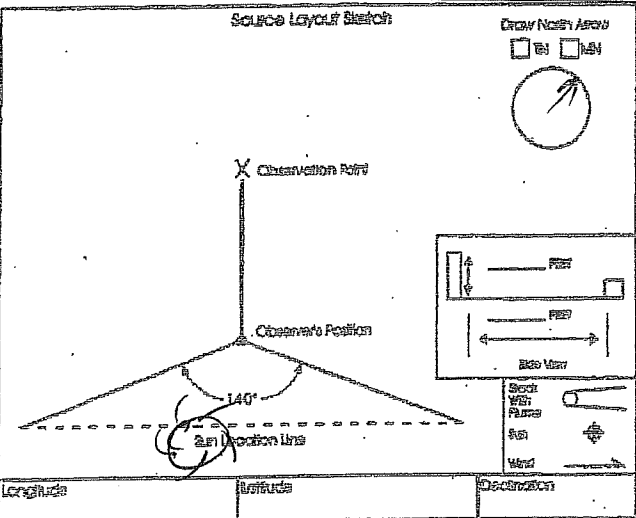 Source Layout Sketch
Draw North Arrow
TN MN
X Observation Point
Feet
Observer's Position
Feet
Side View
140°
Stack
With
Plume
Sun Location Line
Sun
Wind
Longitude
Latitude
Declination